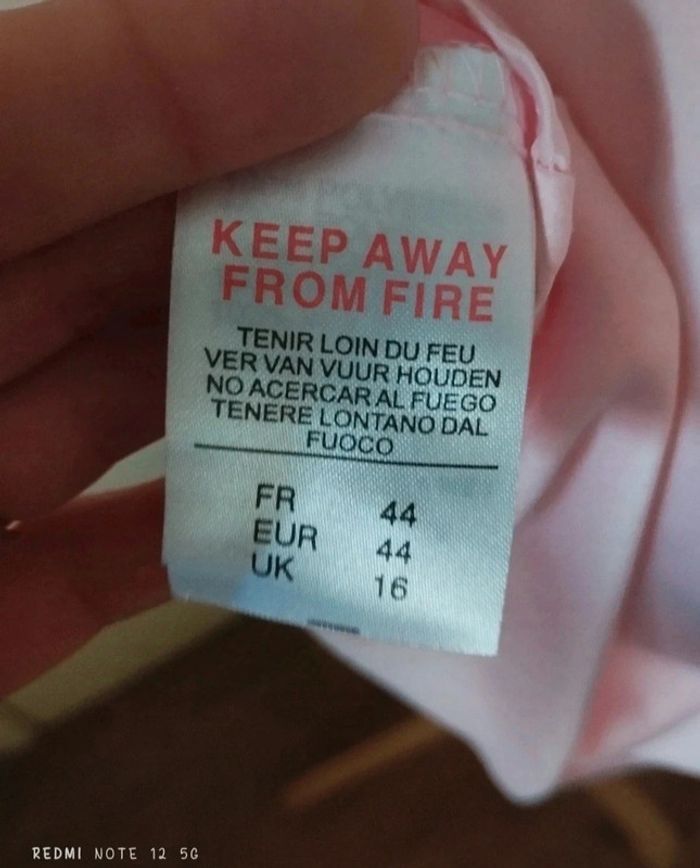 KEEP AWAY
FROM FIRE
TENIR LOIN DU FEU
VER VAN VUUR HOUDEN
NO ACERCAR AL FUEGO
TENERE LONTANO DAL
FUOCO
FR 44
EUR 44
UK 16
REDMI NOTE 12 5G